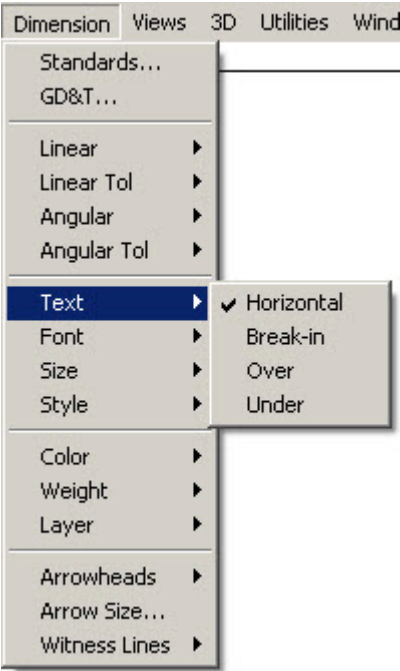 Dimension Views 3D Utilities Wind
Standards...
GD&T...
Linear
Linear Tol
Angular
Angular Tol
Text
Horizontal
Font
Break-in
Size
Over
Style
Under
Color
Weight
Layer
Arrowheads
Arrow Size...
Witness Lines